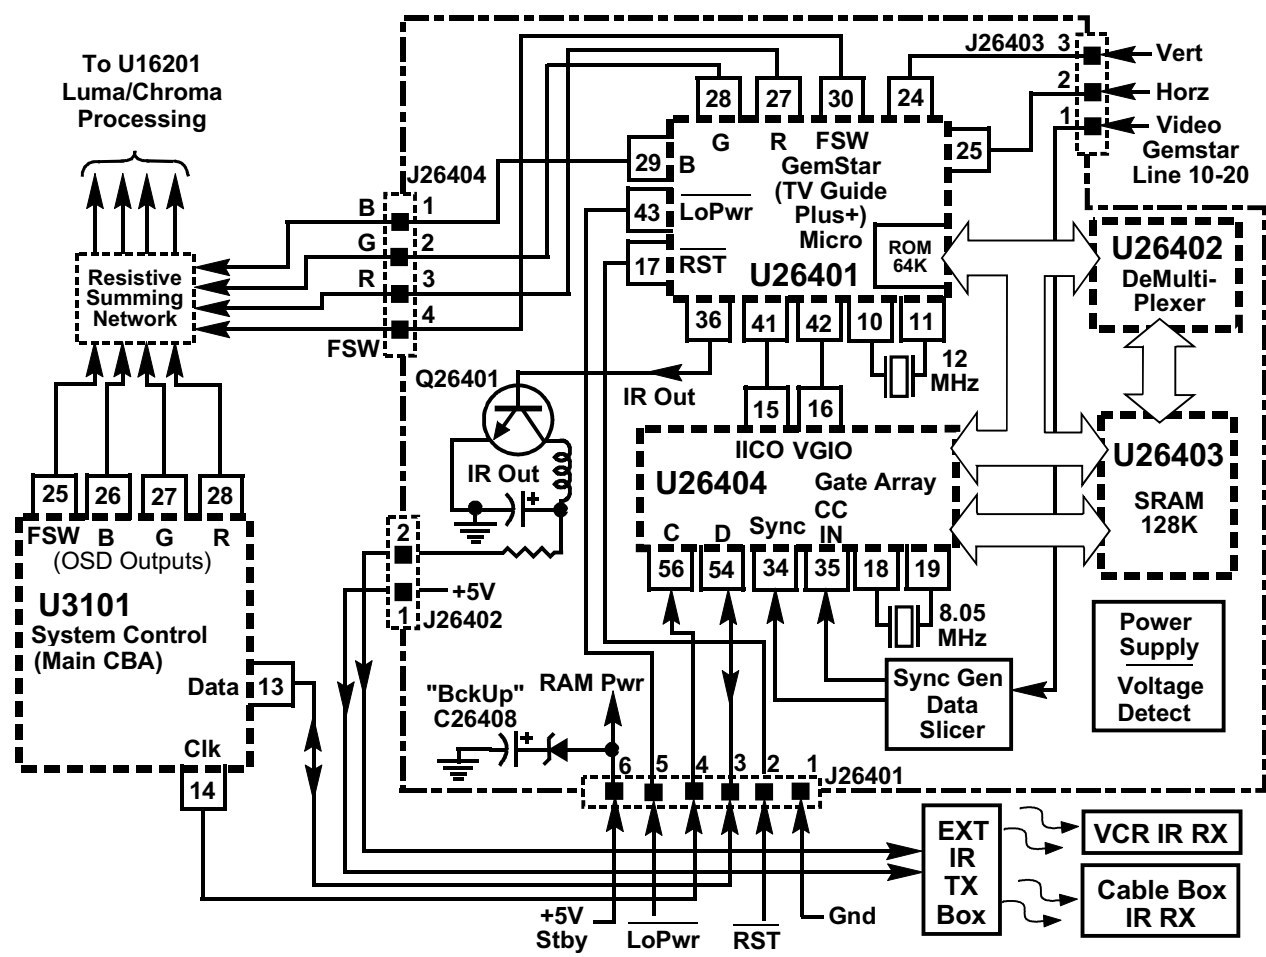 To U16201
Luma/Chroma
Processing
J26404
B
1
G
2
R
3
4
FSW
Resistive
Summing
Network
J26403
3
Vert
2
Horz
1
Video
Gemstar
Line 10-20
28
27
30
24
G
R
FSW
29
B
25
GemStar
(TV Guide
Plus+)
Micro
43
LoPwr
17
RST
U26401
ROM
64K
36
41
42
10
11
12
MHz
U26402
DeMulti-
Plexer
Q26401
IR Out
IR Out
+
15
16
IICO
VGIO
U26404
Gate Array
CC
IN
C
D
Sync
56
54
34
35
18
19
8.05
MHz
U26403
SRAM
128K
25
26
27
28
FSW
B
G
R
(OSD Outputs)
U3101
System Control
(Main CBA)
Data
13
Clk
14
2
+5V
1
J26402
Power
Supply
Voltage
Detect
Sync Gen
Data
Slicer
RAM Pwr
"BckUp"
C26408
+
6
5
4
3
2
1
J26401
+5V
Stby
LoPwr
RST
Gnd
EXT
IR
TX
Box
VCR IR RX
Cable Box
IR RX